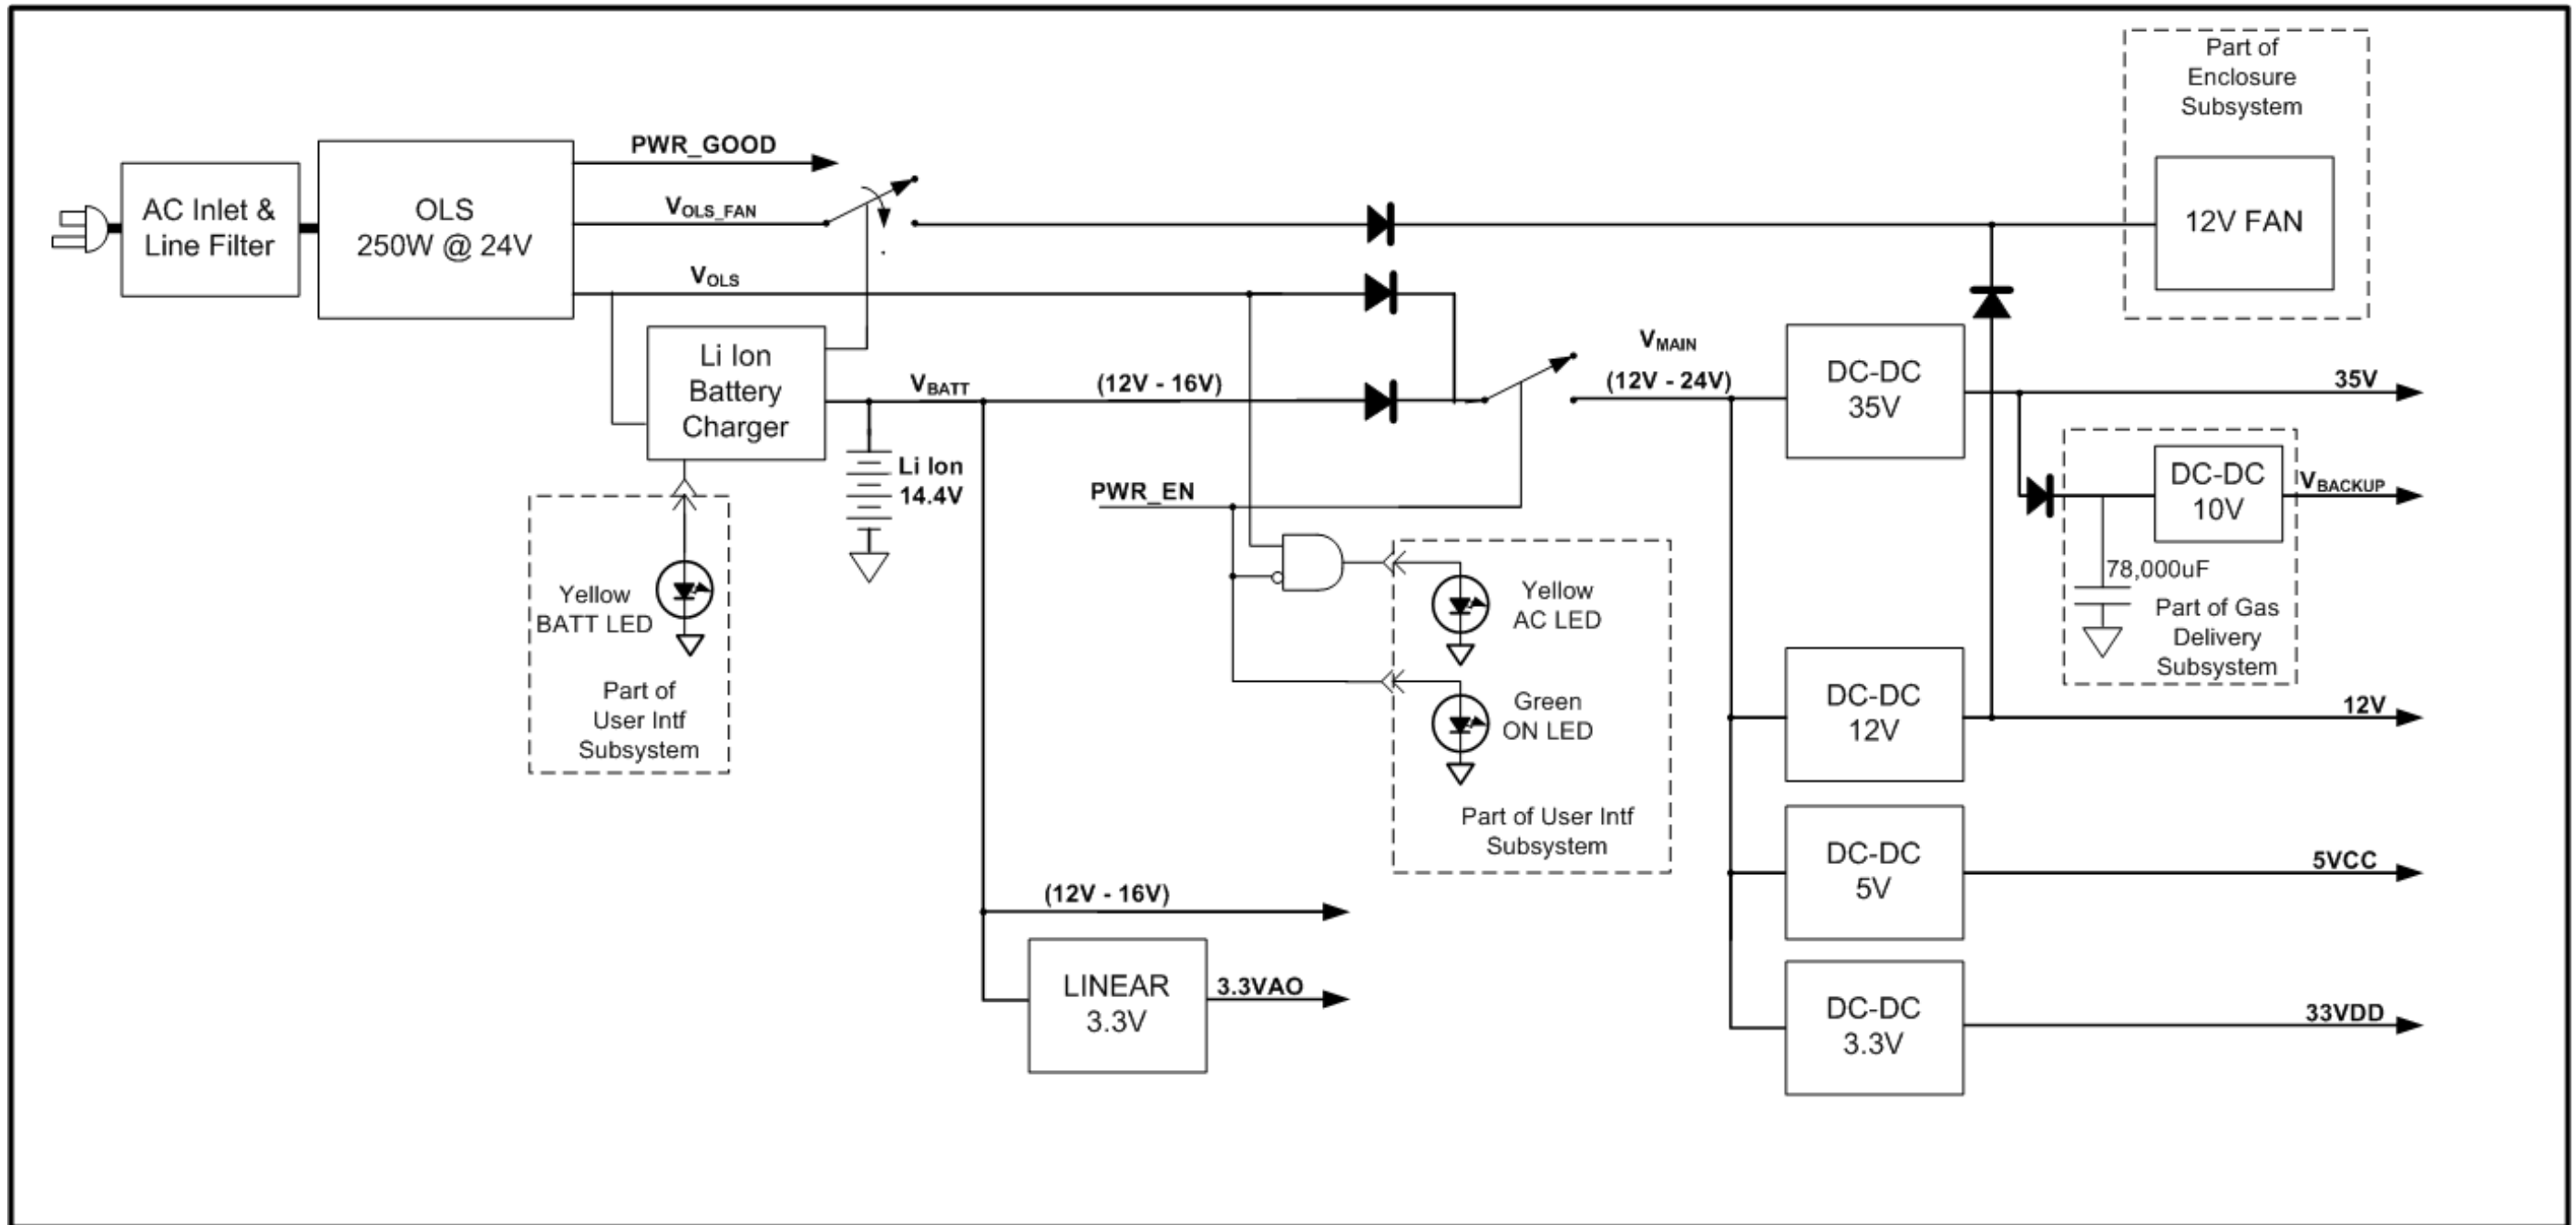 Part of
Enclosure
Subsystem
PWR_GOOD
AC Inlet &
Line Filter
OLS
250W @ 24V
VOLS_FAN
12V FAN
VOLS
Li Ion
Battery
Charger
VBATT
(12V - 16V)
VMAIN
(12V - 24V)
DC-DC
35V
35V
Li Ion
14.4V
PWR_EN
DC-DC
10V
VBACKUP
78,000uF
Part of Gas
Delivery
Subsystem
Yellow
BATT LED
Part of
User Intf
Subsystem
Yellow
AC LED
Green
ON LED
Part of User Intf
Subsystem
DC-DC
12V
12V
DC-DC
5V
5VCC
(12V - 16V)
LINEAR
3.3V
3.3VAO
DC-DC
3.3V
33VDD